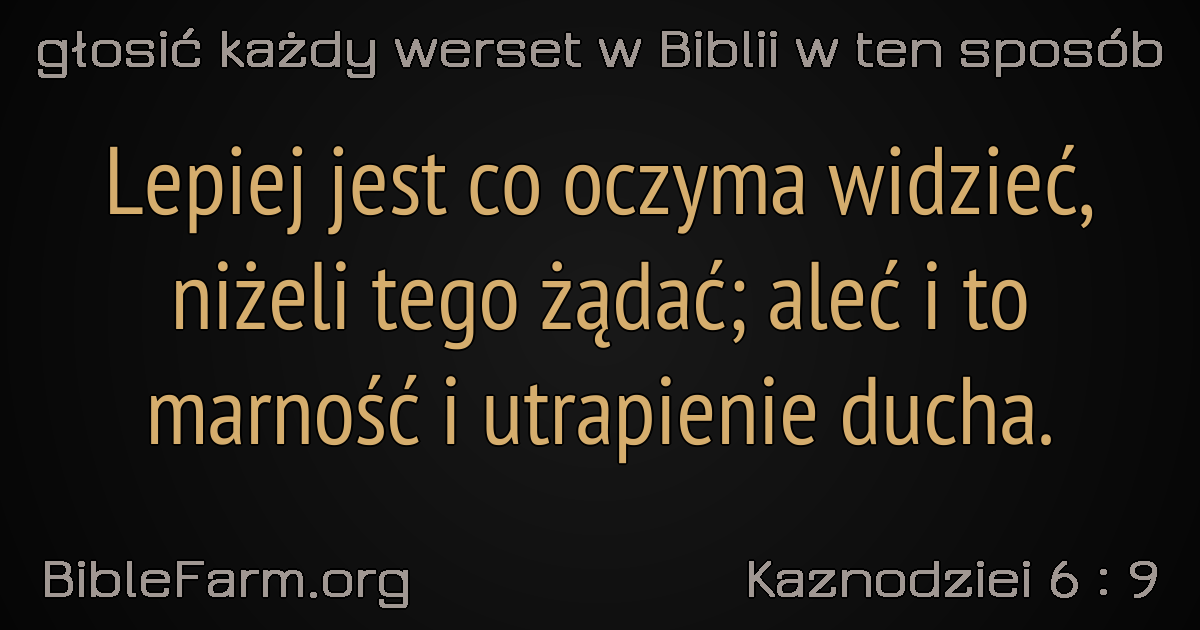 głosić każdy werset w Biblii w ten sposób
Lepiej jest co oczyma widzieć,
niżeli tego żądać; aleć i to
marność i utrapienie ducha.
BibleFarm.org
Kaznodziei 6 : 9